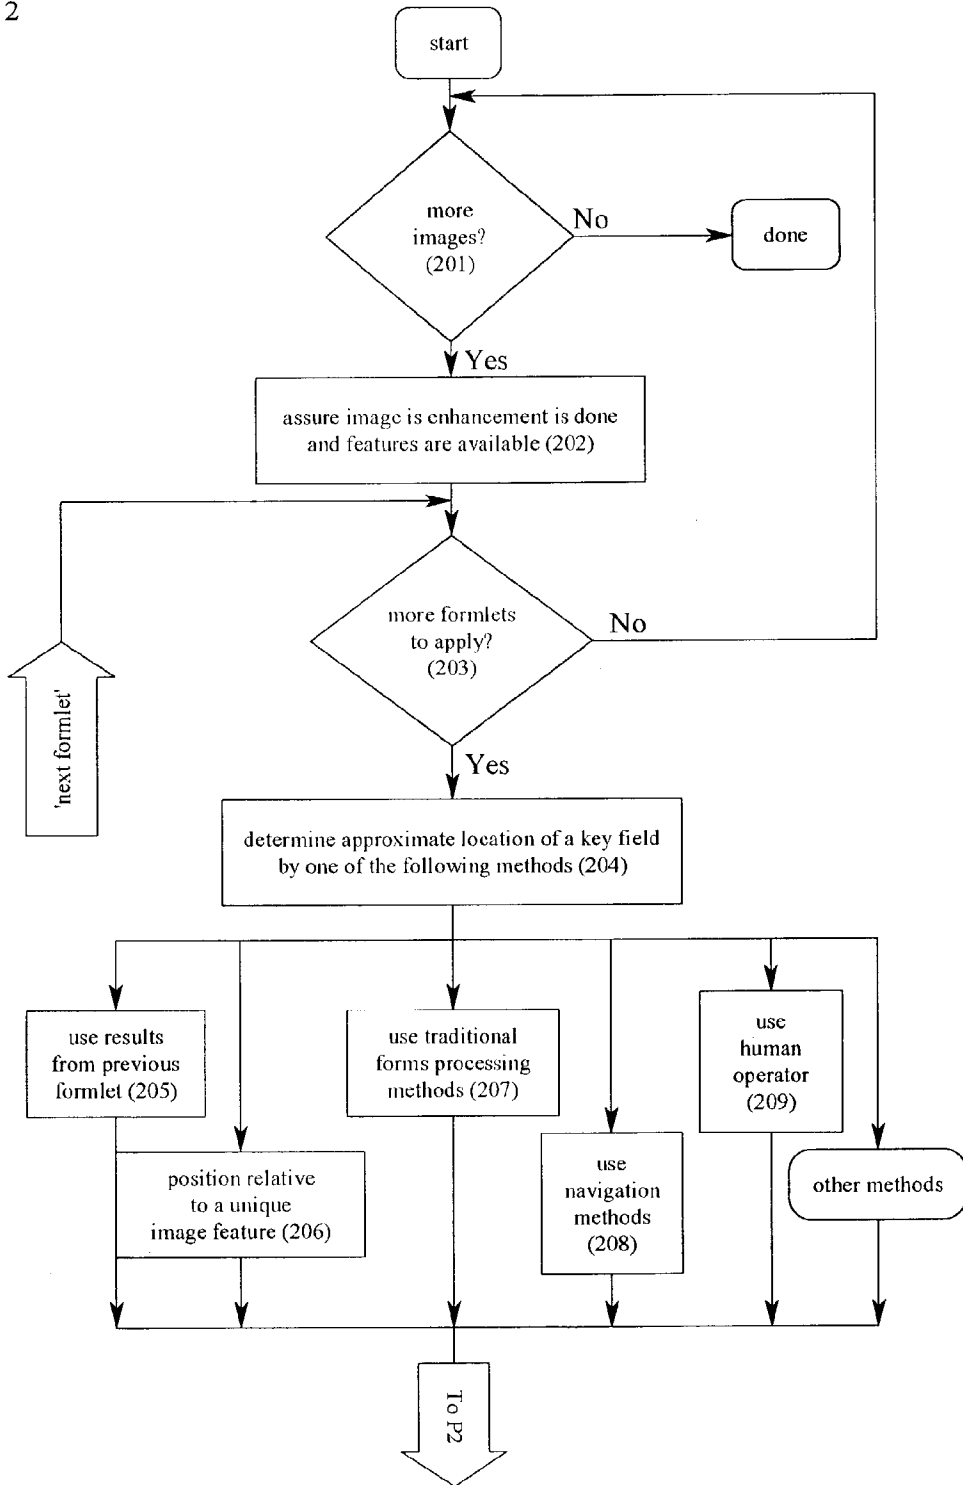 2
start
more
images?
(201)
No
done
Yes
assure image is enhancement is done
and features are available (202)
more formlets
to apply?
(203)
No
'next formlet'
Yes
determine approximate location of a key field
by one of the following methods (204)
use results
from previous
formlet (205)
use traditional
forms processing
methods (207)
use
human
operator
(209)
position relative
to a unique
image feature (206)
use
navigation
methods
(208)
other methods
To P2